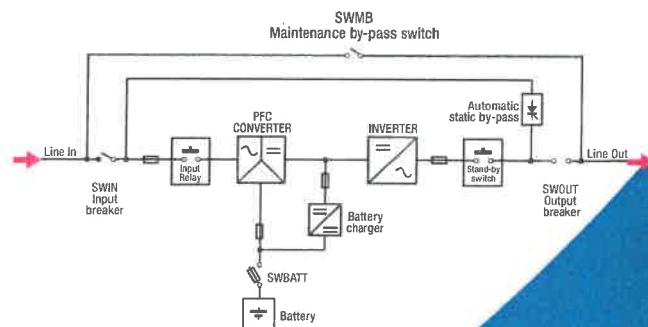 SWMB
Maintenance by-pass switch
Automatic
static by-pass
PFC
CONVERTER
INVERTER
Line In
Input
Relay
Stand-by
switch
Line Out
SWIN
Input
breaker
SWOUT
Output
breaker
Battery
charger
SWBATT
Battery